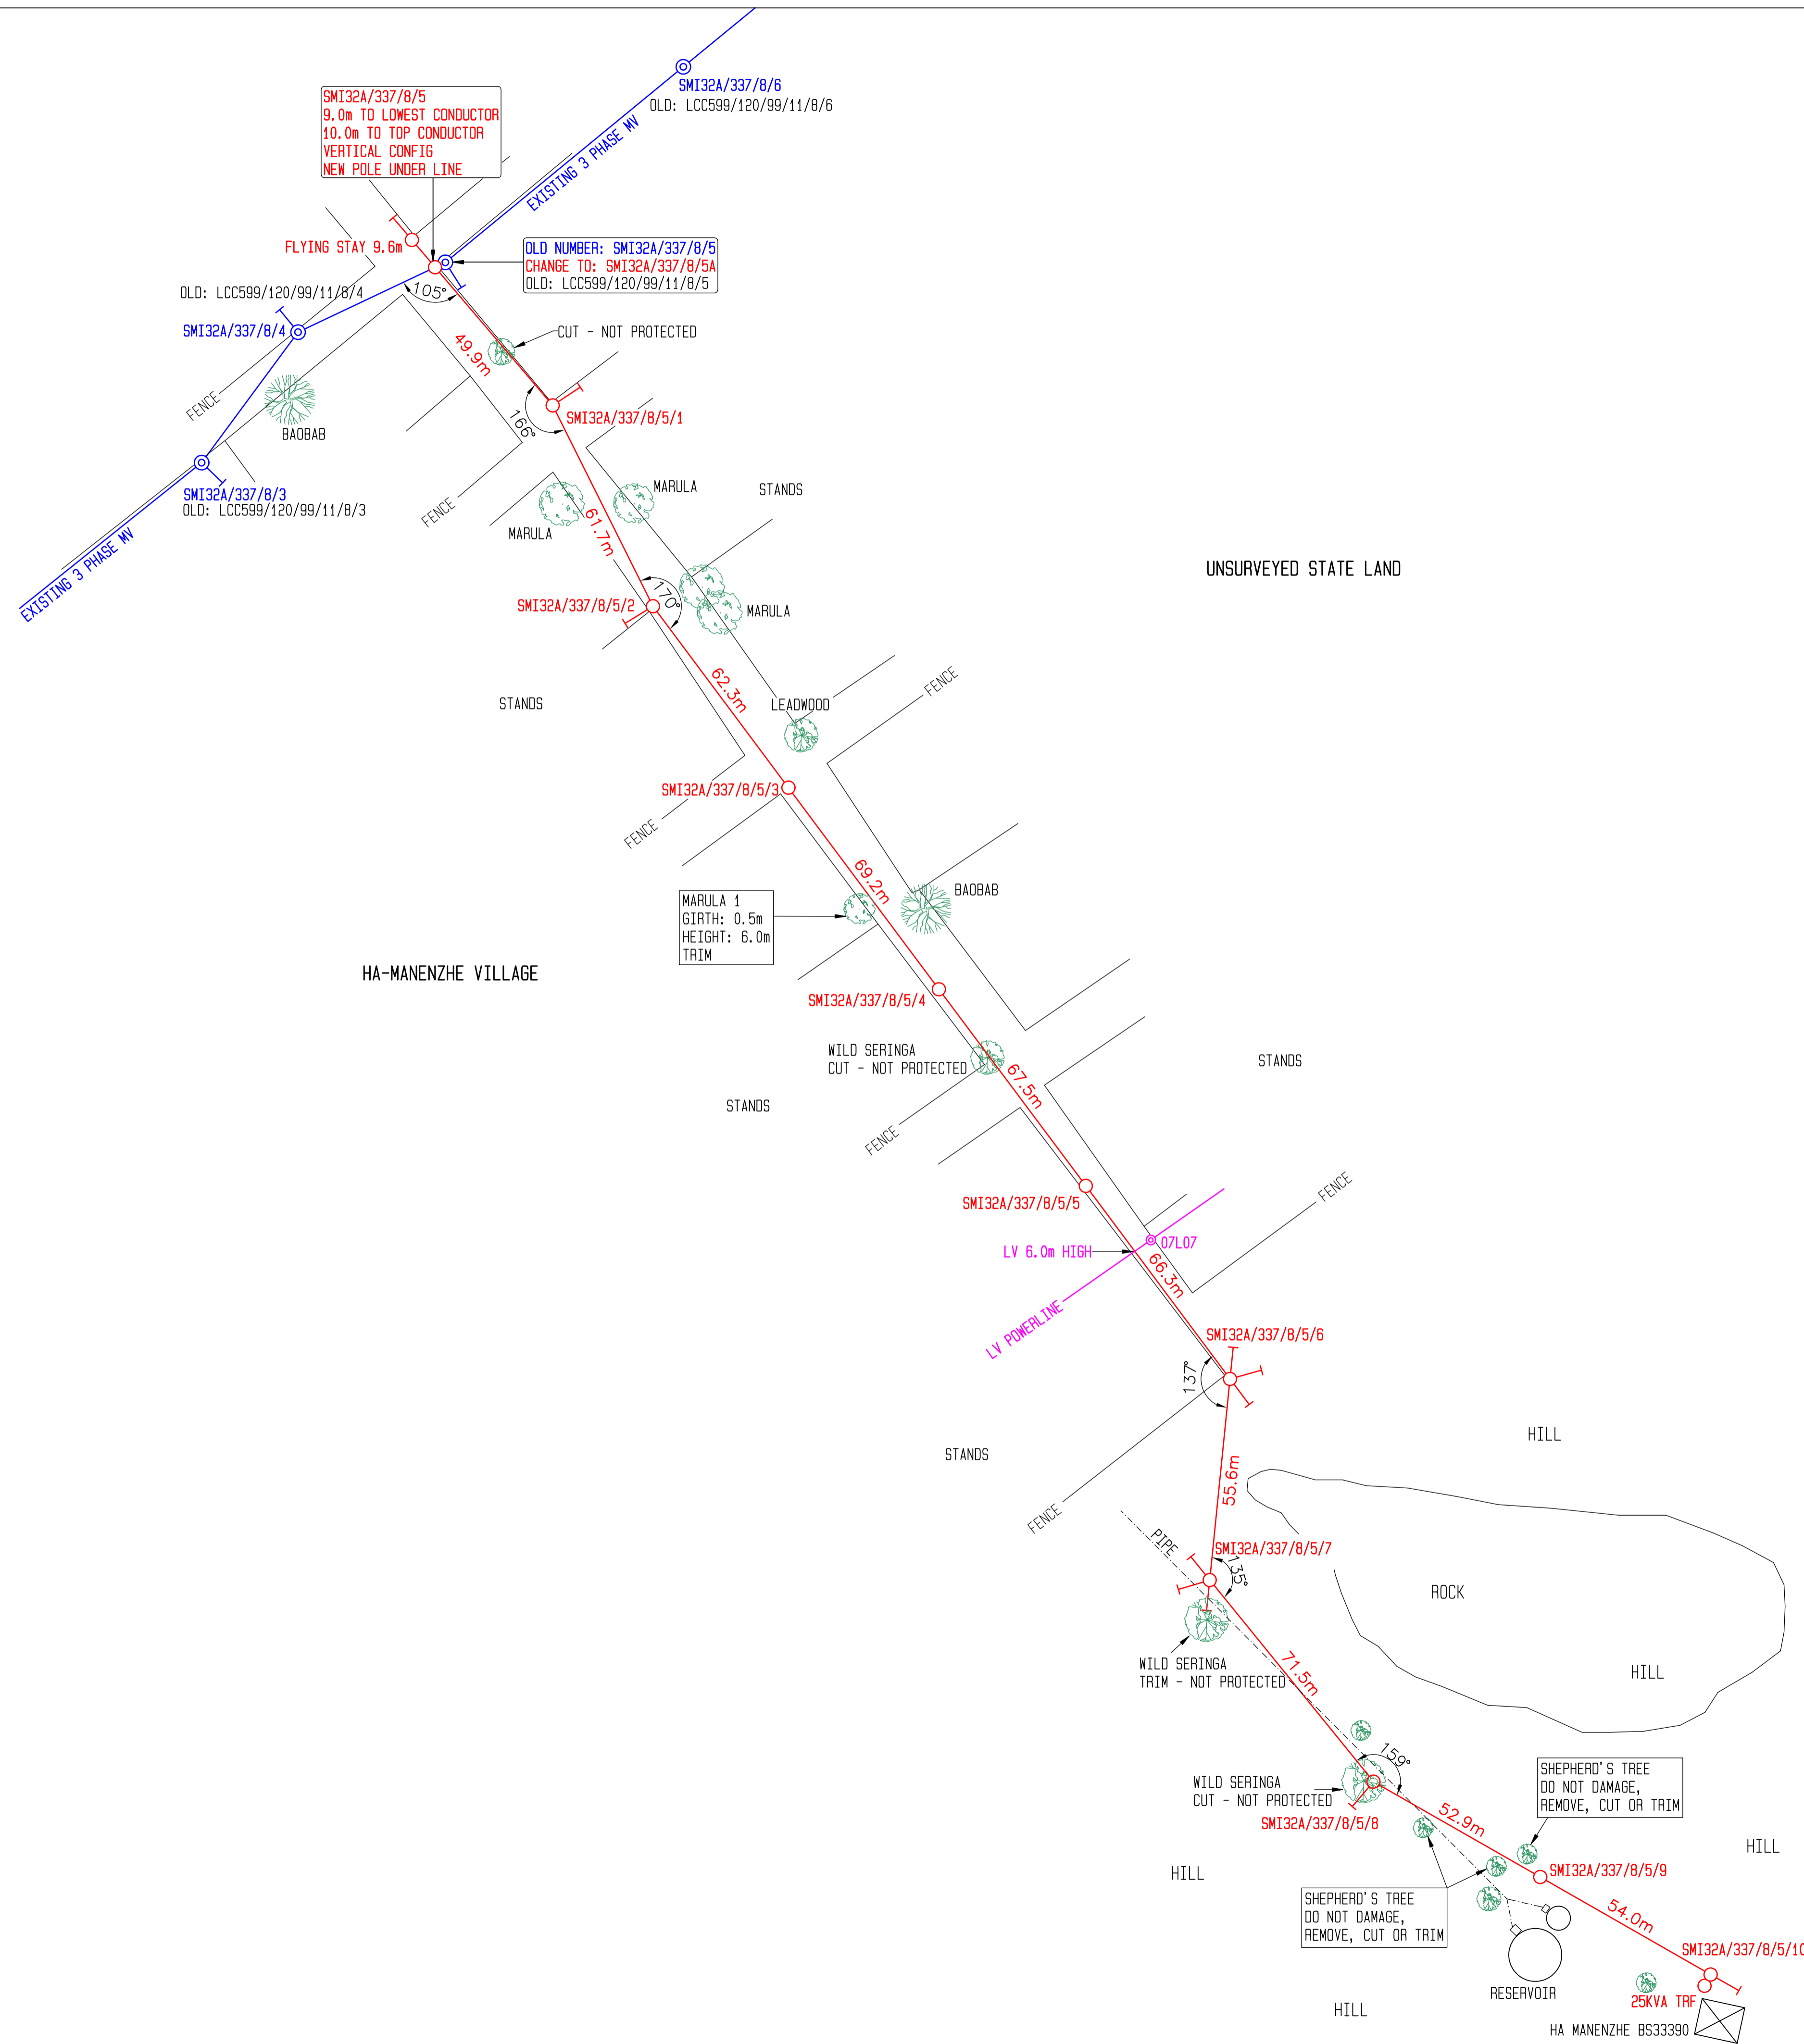 SMI32A/337/8/6
OLD: LCC599/120/99/11/8/6
SMI32A/337/8/5
9.0m TO LOWEST CONDUCTOR
10.0m TO TOP CONDUCTOR
VERTICAL CONFIG
NEW POLE UNDER LINE
EXISTING 3 PHASE MV
FLYING STAY 9.6m
OLD NUMBER: SMI32A/337/8/5
CHANGE TO: SMI32A/337/8/5A
OLD: LCC599/120/99/11/8/5
OLD: LCC599/120/99/11/8/4
105°
SMI32A/337/8/4
CUT - NOT PROTECTED
49.9m
FENCE
BAOBAB
166°
SMI32A/337/8/5/1
SMI32A/337/8/3
OLD: LCC599/120/99/11/8/3
FENCE
MARULA
STANDS
MARULA
61.7m
EXISTING 3 PHASE MV
UNSURVEYED STATE LAND
SMI32A/337/8/5/2
170°
MARULA
62.3m
FENCE
STANDS
LEADWOOD
SMI32A/337/8/5/3
FENCE
69.2m
BAOBAB
MARULA 1
GIRTH: 0.5m
HEIGHT: 6.0m
TRIM
HA-MANENZHE VILLAGE
SMI32A/337/8/5/4
WILD SERINGA
CUT - NOT PROTECTED
67.5m
STANDS
STANDS
FENCE
FENCE
SMI32A/337/8/5/5
07L07
LV 6.0m HIGH
66.3m
LV POWERLINE
SMI32A/337/8/5/6
137°
HILL
STANDS
55.6m
FENCE
PIPE
SMI32A/337/8/5/7
135°
ROCK
WILD SERINGA
TRIM - NOT PROTECTED
71.5m
HILL
159°
WILD SERINGA
CUT - NOT PROTECTED
SHEPHERD'S TREE
DO NOT DAMAGE,
REMOVE, CUT OR TRIM
SMI32A/337/8/5/8
52.9m
HILL
HILL
SMI32A/337/8/5/9
SHEPHERD'S TREE
DO NOT DAMAGE,
REMOVE, CUT OR TRIM
54.0m
SMI32A/337/8/5/10
RESERVOIR
25KVA TRF
HILL
HA MANENZHE BS33390